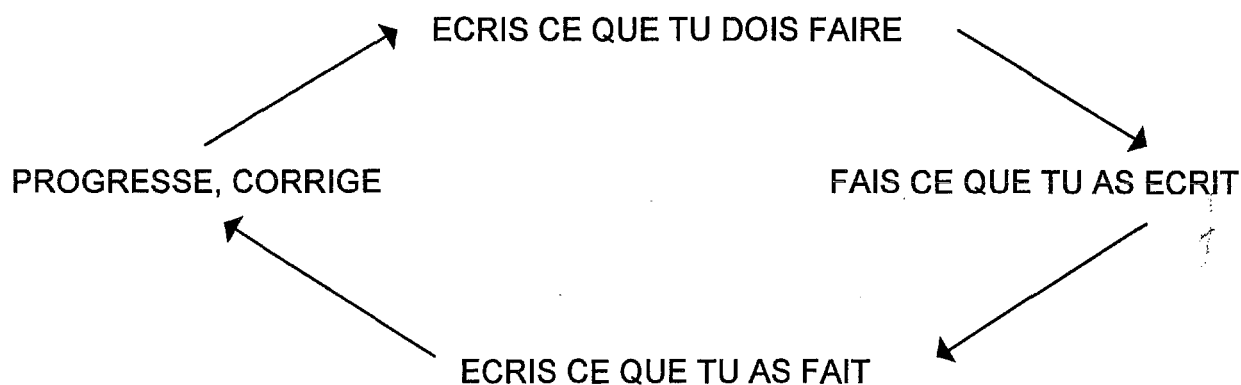 ECRIS CE QUE TU DOIS FAIRE
PROGRESSE, CORRIGE
FAIS CE QUE TU AS ECRIT
ECRIS CE QUE TU AS FAIT